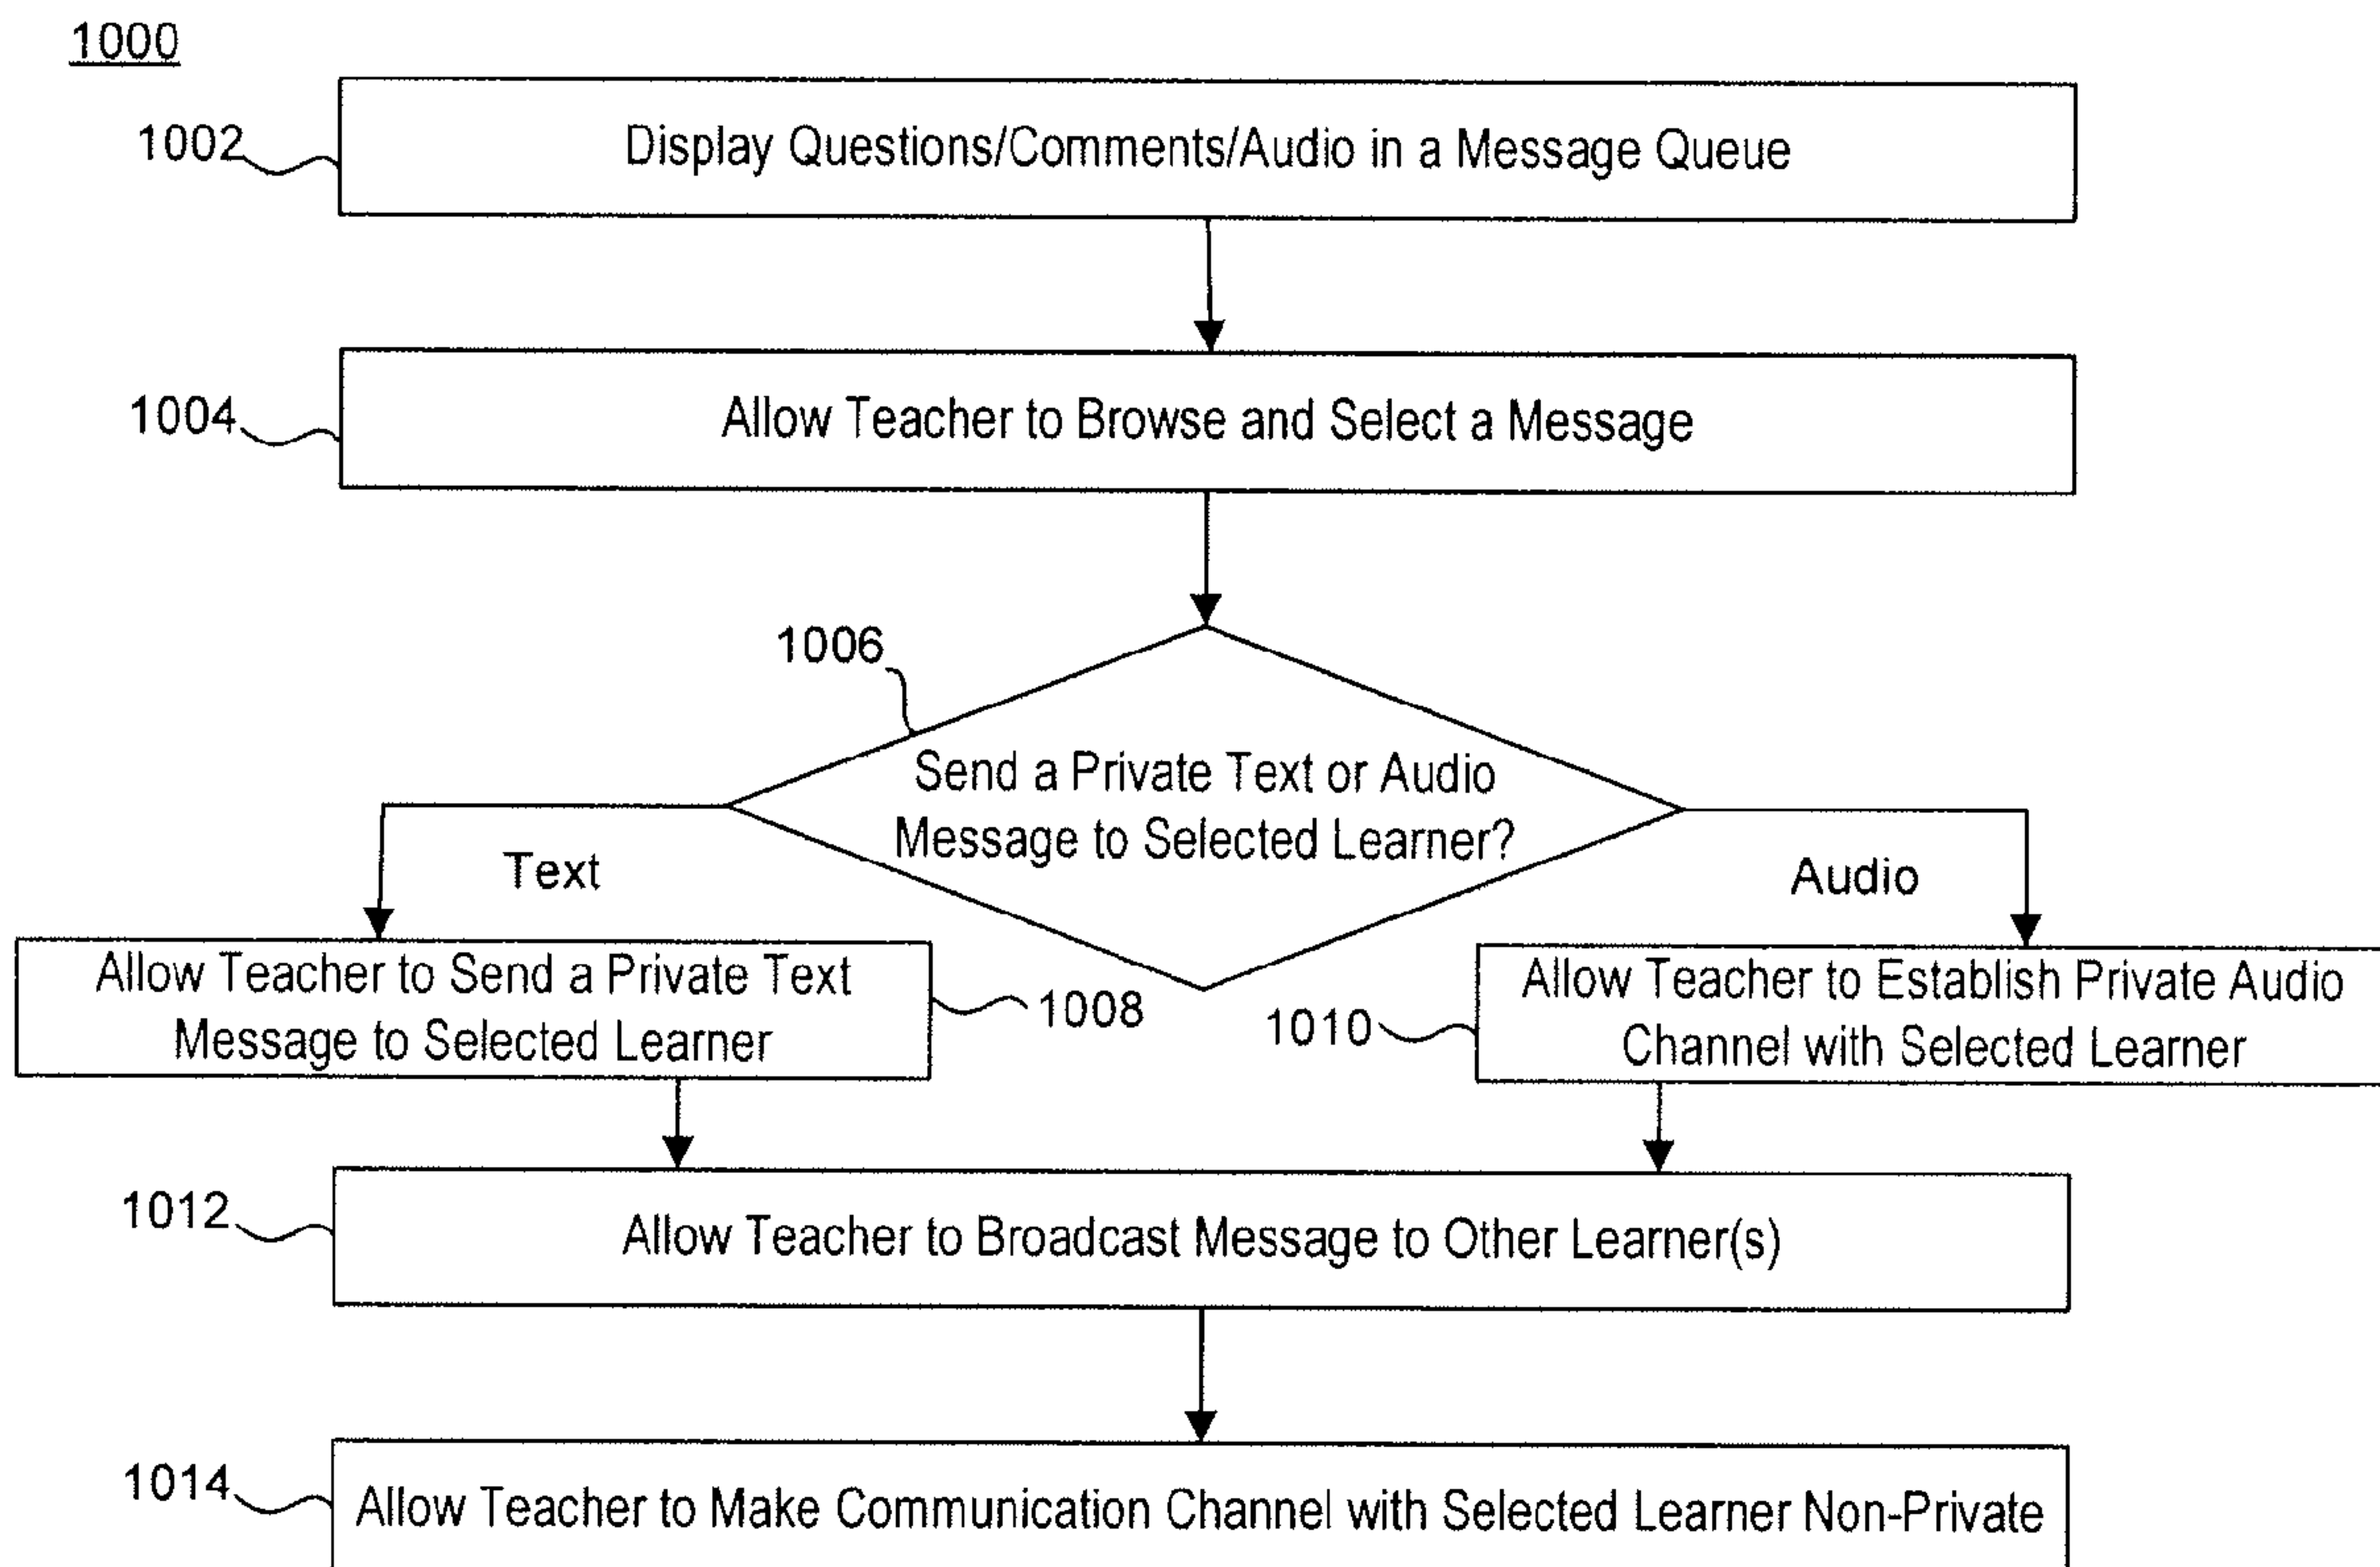 1000
1002
Display Questions/Comments/Audio in a Message Queue
1004
Allow Teacher to Browse and Select a Message
1006
Send a Private Text or Audio
Message to Selected Learner?
Text
Audio
Allow Teacher to Send a Private Text
Message to Selected Learner
1008
1010
Allow Teacher to Establish Private Audio
Channel with Selected Learner
1012
Allow Teacher to Broadcast Message to Other Learner(s)
1014
Allow Teacher to Make Communication Channel with Selected Learner Non-Private